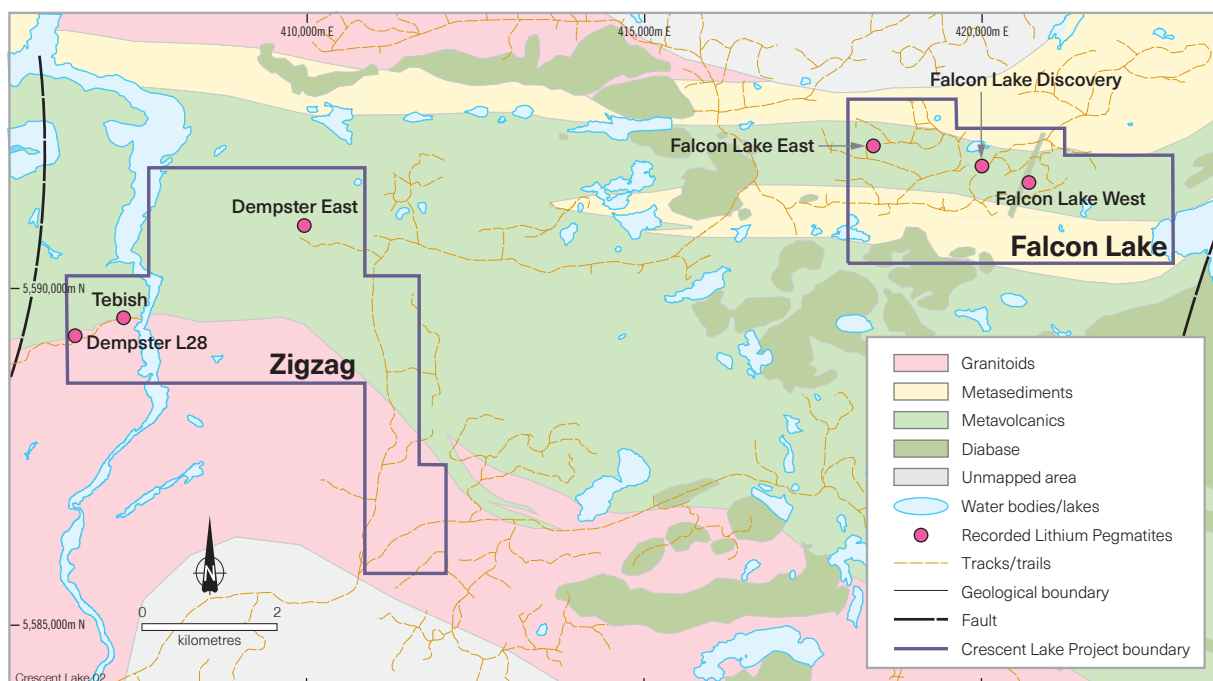 410,000m E
415,000m E
420,000m E
Falcon Lake Discovery
Falcon Lake East
Falcon Lake West
Falcon Lake
Dempster East
5,590,000m N
Tebish
Dempster L28
Zigzag
N
0
2
kilometres
5,585,000m N
Crescent Lake 02
Granitoids
Metasediments
Metavolcanics
Diabase
Unmapped area
Water bodies/lakes
Recorded Lithium Pegmatites
Tracks/trails
Geological boundary
Fault
Crescent Lake Project boundary